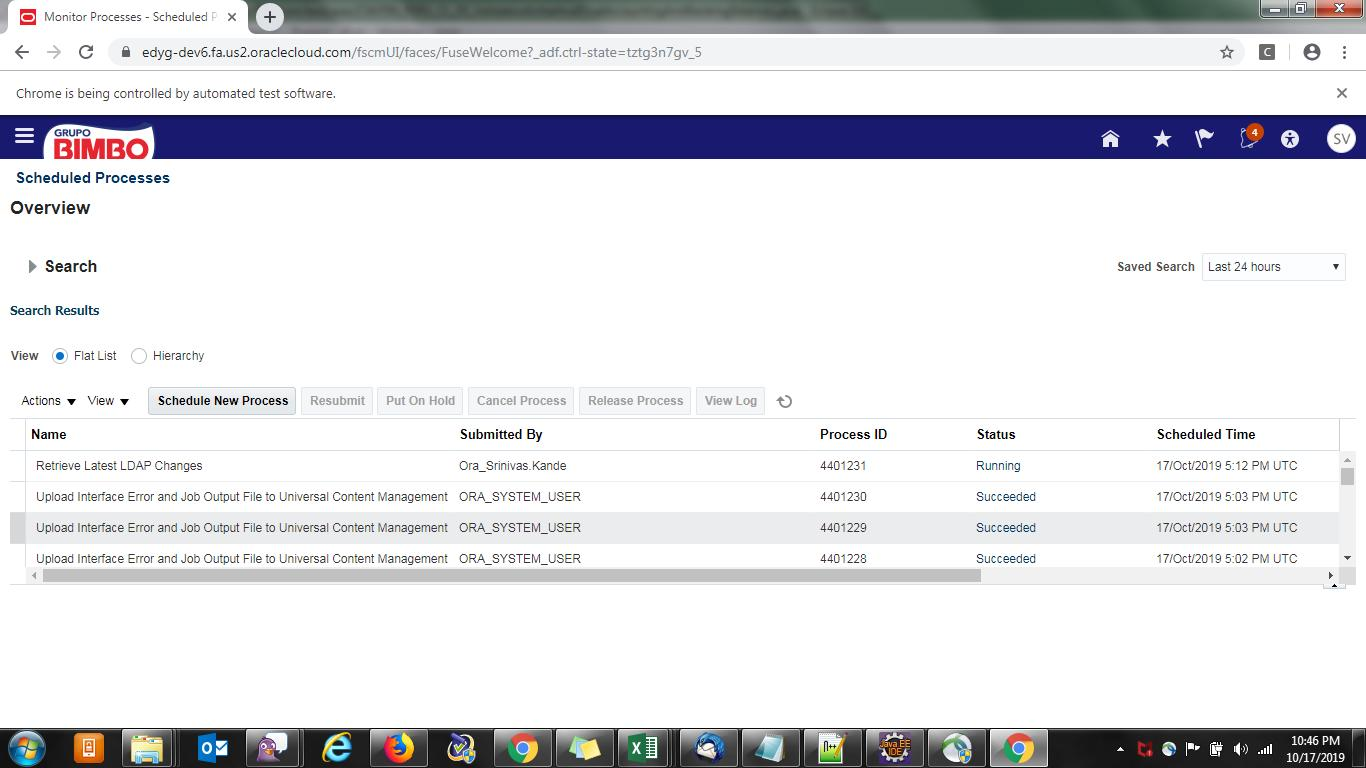 Monitor Processes - Scheduled P
edyg-dev6.fa.us2.oraclecloud.com/fscmUI/faces/FuseWelcome?_adf.ctrl-state=tztg3n7gv_5
C
Chrome is being controlled by automated test software.
GRUPO
BIMBO
4
SV
Scheduled Processes
Overview
Search
Saved Search Last 24 hours
Search Results
View Flat List Hierarchy
Actions View Schedule New Process Resubmit Put On Hold Cancel Process Release Process View Log
Name Submitted By Process ID Status Scheduled Time
Retrieve Latest LDAP Changes Ora_Srinivas.Kande 4401231 Running 17/Oct/2019 5:12 PM UTC
Upload Interface Error and Job Output File to Universal Content Management ORA_SYSTEM_USER 4401230 Succeeded 17/Oct/2019 5:03 PM UTC
Upload Interface Error and Job Output File to Universal Content Management ORA_SYSTEM_USER 4401229 Succeeded 17/Oct/2019 5:03 PM UTC
Upload Interface Error and Job Output File to Universal Content Management ORA_SYSTEM_USER 4401228 Succeeded 17/Oct/2019 5:02 PM UTC
Java EE
IDE
10:46 PM
10/17/2019